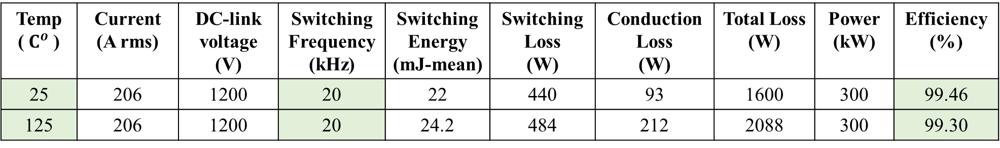 Temp ( C° ) Current (A rms) DC-link voltage (V) Switching Frequency (kHz) Switching Energy (mJ-mean) Switching Loss (W) Conduction Loss (W) Total Loss (W) Power (kW) Efficiency (%)
25 206 1200 20 22 440 93 1600 300 99.46
125 206 1200 20 24.2 484 212 2088 300 99.30